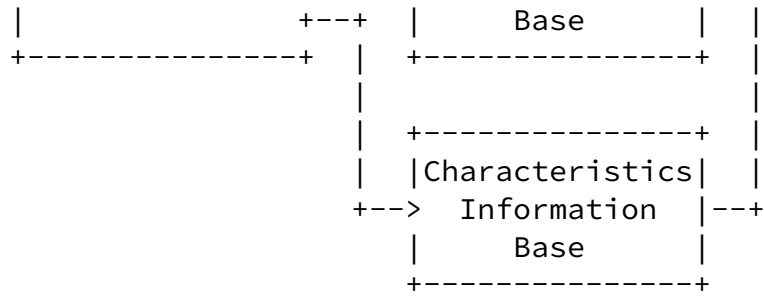 |               +--+  |     Base      |  |
+---------------+  |  +---------------+  |
                   |                     |
                   |  +---------------+  |
                   |  |Characteristics|  |
                   +-->  Information  |--+
                      |     Base      |
                      +---------------+